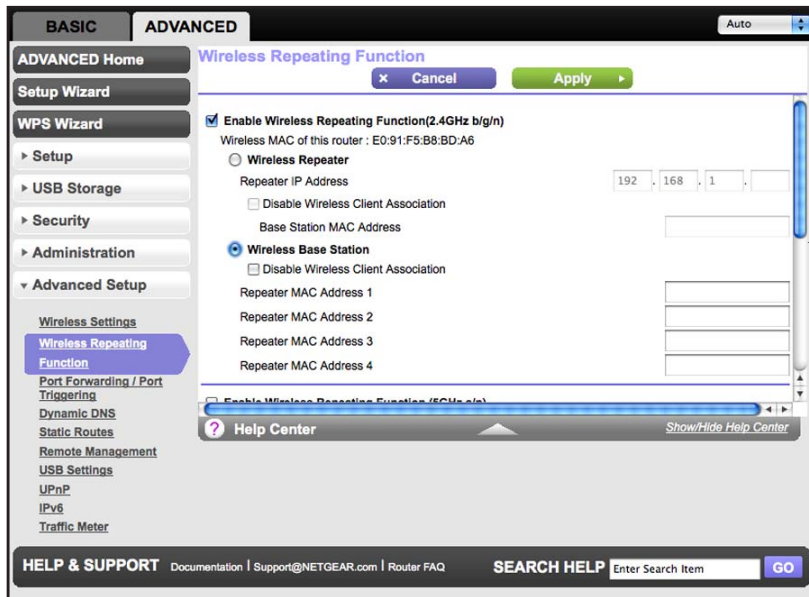 BASIC
ADVANCED
Auto
ADVANCED Home
Setup Wizard
WPS Wizard
Setup
USB Storage
Security
Administration
Advanced Setup
Wireless Settings
Wireless Repeating
Function
Port Forwarding / Port
Triggering
Dynamic DNS
Static Routes
Remote Management
USB Settings
UPnP
IPv6
Traffic Meter
Wireless Repeating Function
× Cancel
Apply
Enable Wireless Repeating Function(2.4GHz b/g/n)
Wireless MAC of this router : E0:91:F5:B8:BD:A6
Wireless Repeater
Repeater IP Address 192 . 168 . 1 .
Disable Wireless Client Association
Base Station MAC Address
Wireless Base Station
Disable Wireless Client Association
Repeater MAC Address 1
Repeater MAC Address 2
Repeater MAC Address 3
Repeater MAC Address 4
Enable Wireless Repeating Function (5GHz a/n)
? Help Center
Show/Hide Help Center
HELP & SUPPORT Documentation | Support@NETGEAR.com | Router FAQ
SEARCH HELP Enter Search Item GO